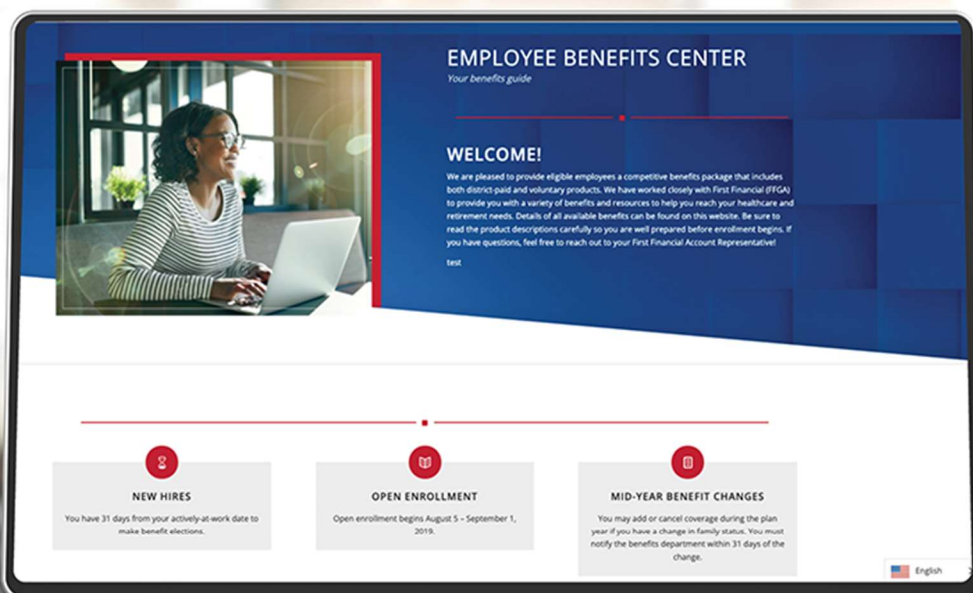 EMPLOYEE BENEFITS CENTER
Your benefits guide
WELCOME!
We are pleased to provide eligible employees a competitive benefits package that includes
both district-paid and voluntary products. We have worked closely with First Financial (FFGA)
to provide you with a variety of benefits and resources to help you reach your healthcare and
retirement needs. Details of all available benefits can be found on this website. Be sure to
read the product descriptions carefully so you are well prepared before enrollment begins. If
you have questions, feel free to reach out to your First Financial Account Representative!
test
NEW HIRES
You have 31 days from your actively-at-work date to
make benefit elections.
OPEN ENROLLMENT
Open enrollment begins August 5 – September 1,
2019.
MID-YEAR BENEFIT CHANGES
You may add or cancel coverage during the plan
year if you have a change in family status. You must
notify the benefits department within 31 days of the
change.
English